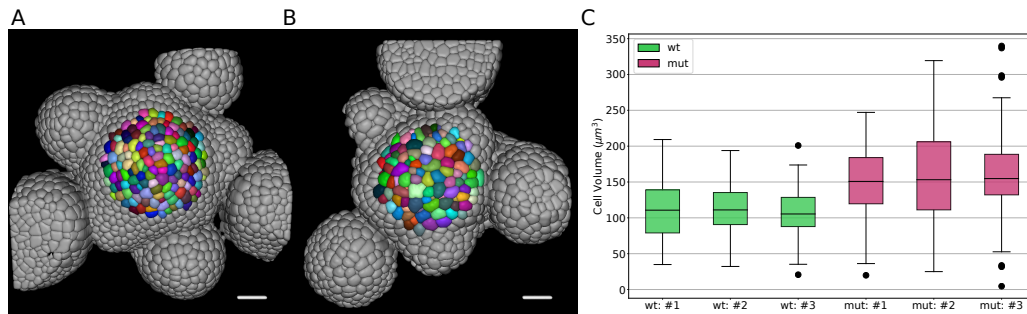 A
B
C
350
300
250
200
150
100
50
0
Cell Volume (μm³)
wt
mut
wt: #1
wt: #2
wt: #3
mut: #1
mut: #2
mut: #3